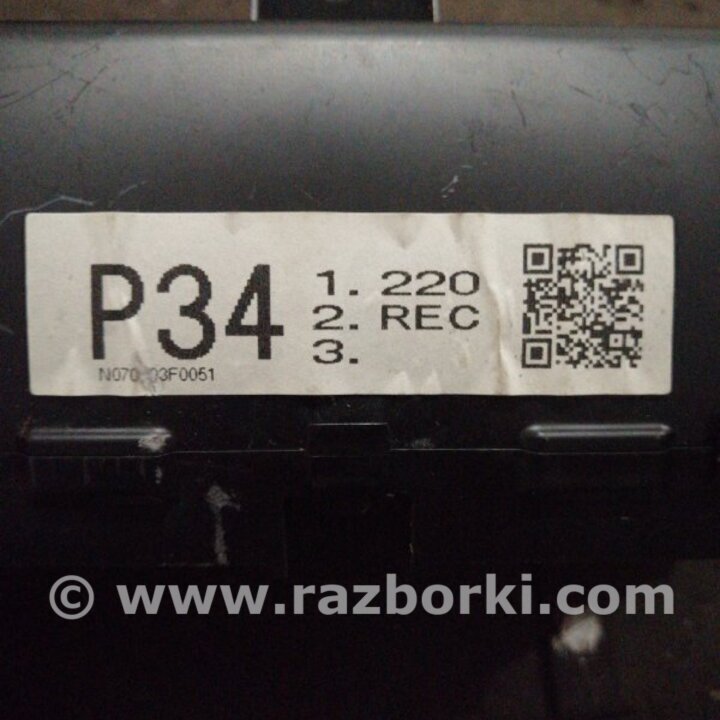 P34
1. 220
2. REC
3.
N070 03F0051
© www.razborki.com